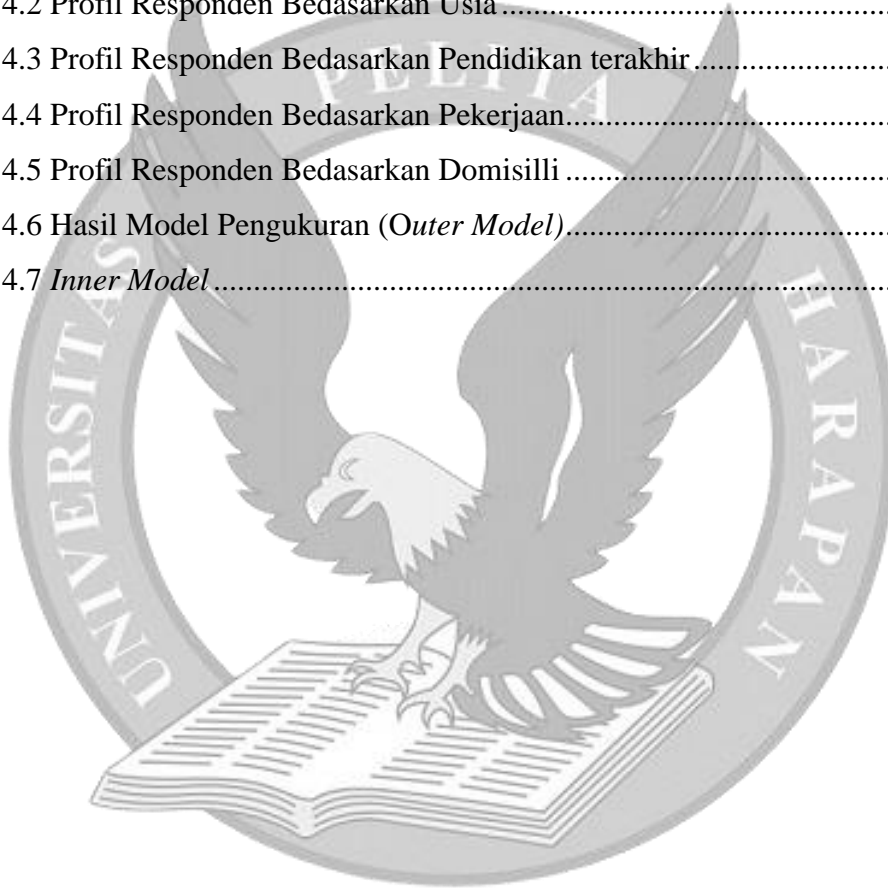 4.2 Profil Responden Bedasarkan Usia
4.3 Profil Responden Bedasarkan Pendidikan terakhir
4.4 Profil Responden Bedasarkan Pekerjaan
4.5 Profil Responden Bedasarkan Domisilli
4.6 Hasil Model Pengukuran (Outer Model)
4.7 Inner Model
UNIVERSITAS PELITA HARAPAN